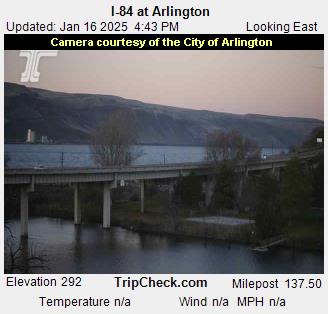 I-84 at Arlington
Updated: Jan 16 2025 4:43 PM Looking East
Camera courtesy of the City of Arlington
Elevation 292 TripCheck.com Milepost 137.50
Temperature n/a Wind n/a MPH n/a